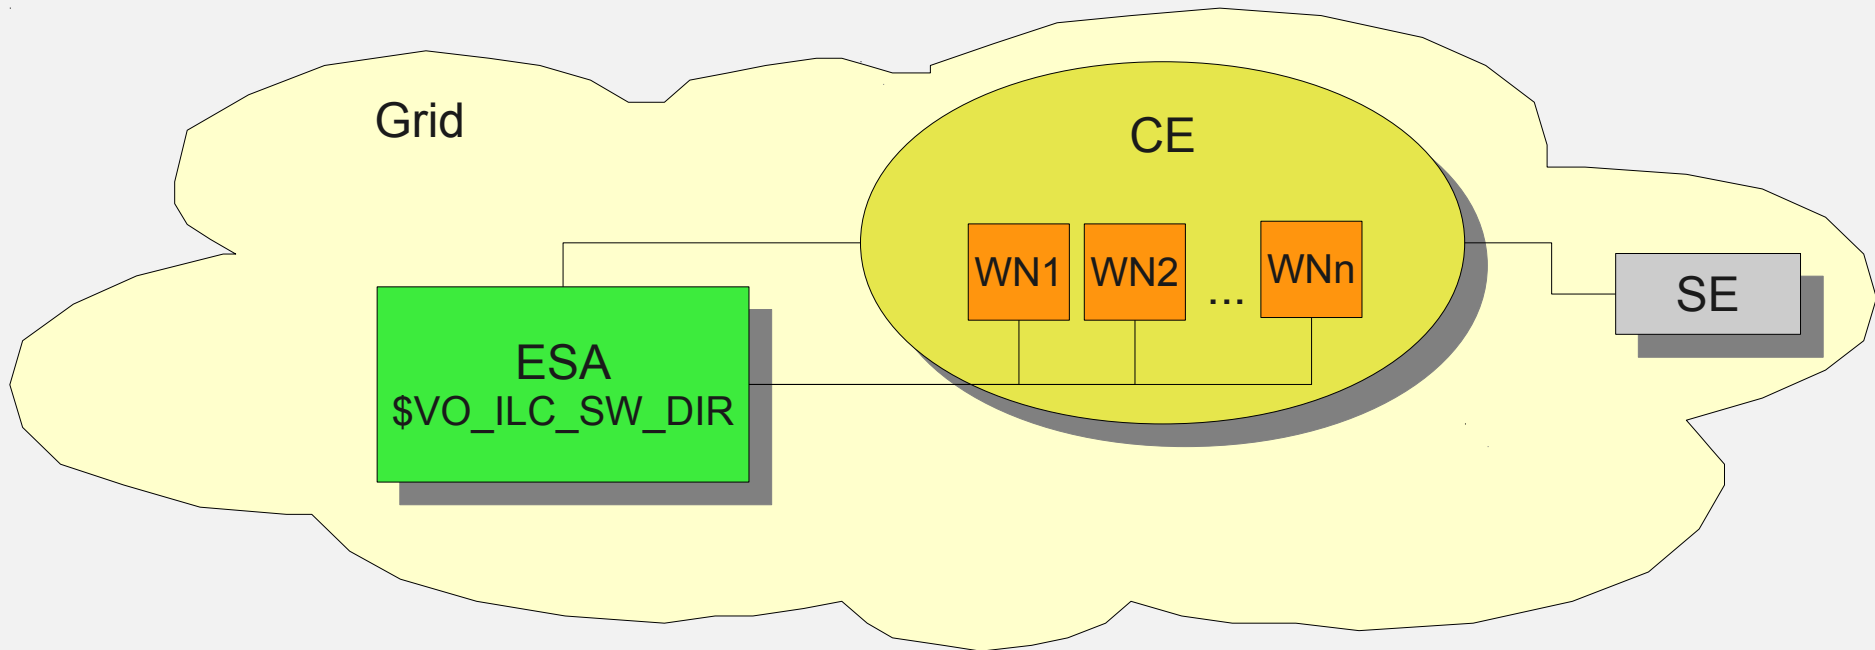 Grid
CE
WN1 WN2 ... WNn
SE
ESA
$VO_ILC_SW_DIR